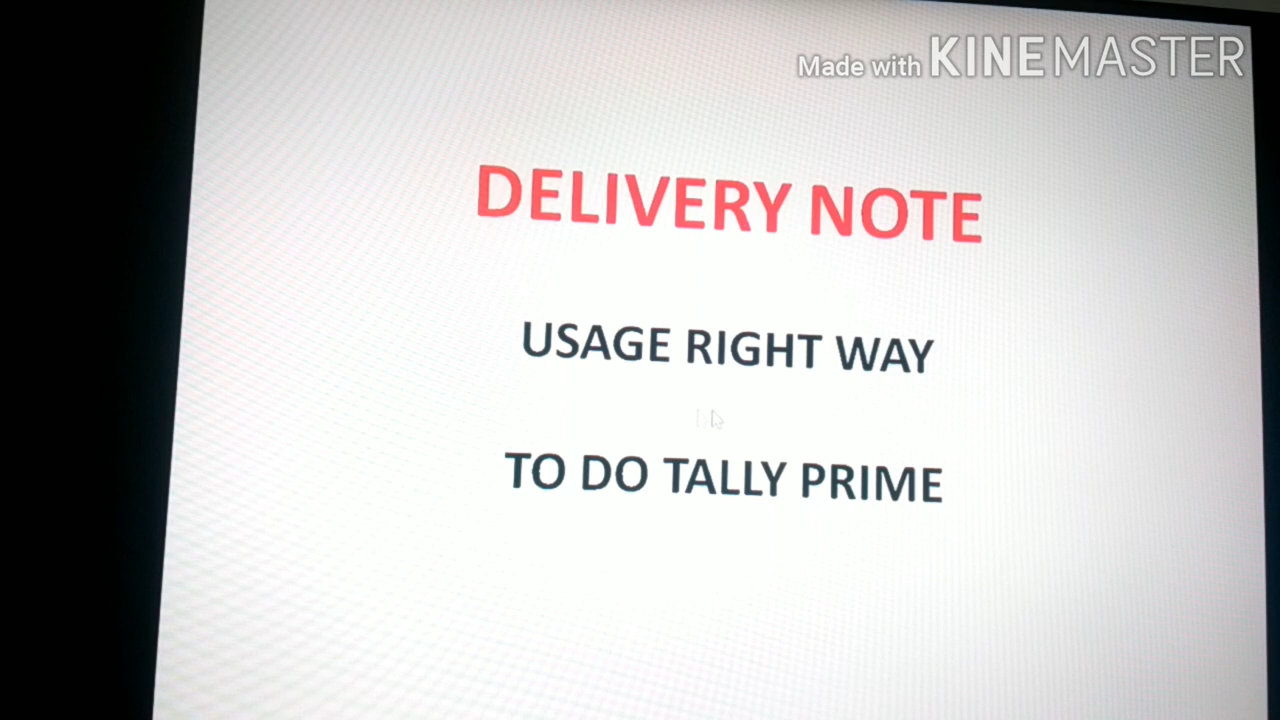 Made with KINEMASTER
DELIVERY NOTE
USAGE RIGHT WAY
TO DO TALLY PRIME